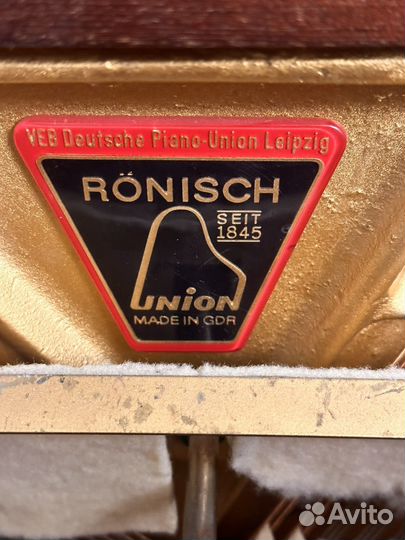 VEB Deutsche Piano-Union Leipzig
RÖNISCH
SEIT
1845
UNION
MADE IN GDR
Avito